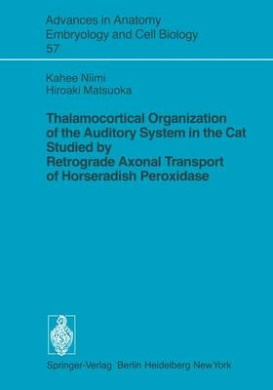 Advances in Anatomy
Embryology and Cell Biology
57
Kahee Niimi
Hiroaki Matsuoka
Thalamocortical Organization
of the Auditory System in the Cat
Studied by
Retrograde Axonal Transport
of Horseradish Peroxidase
Springer-Verlag Berlin Heidelberg New York